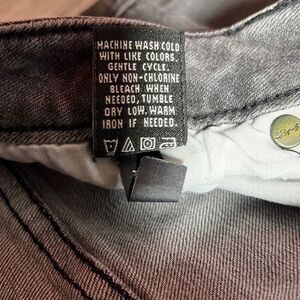 MACHINE WASH COLD
WITH LIKE COLORS.
GENTLE CYCLE.
ONLY NON-CHLORINE
BLEACH WHEN
NEEDED, TUMBLE
DRY LOW. WARM
IRON IF NEEDED.